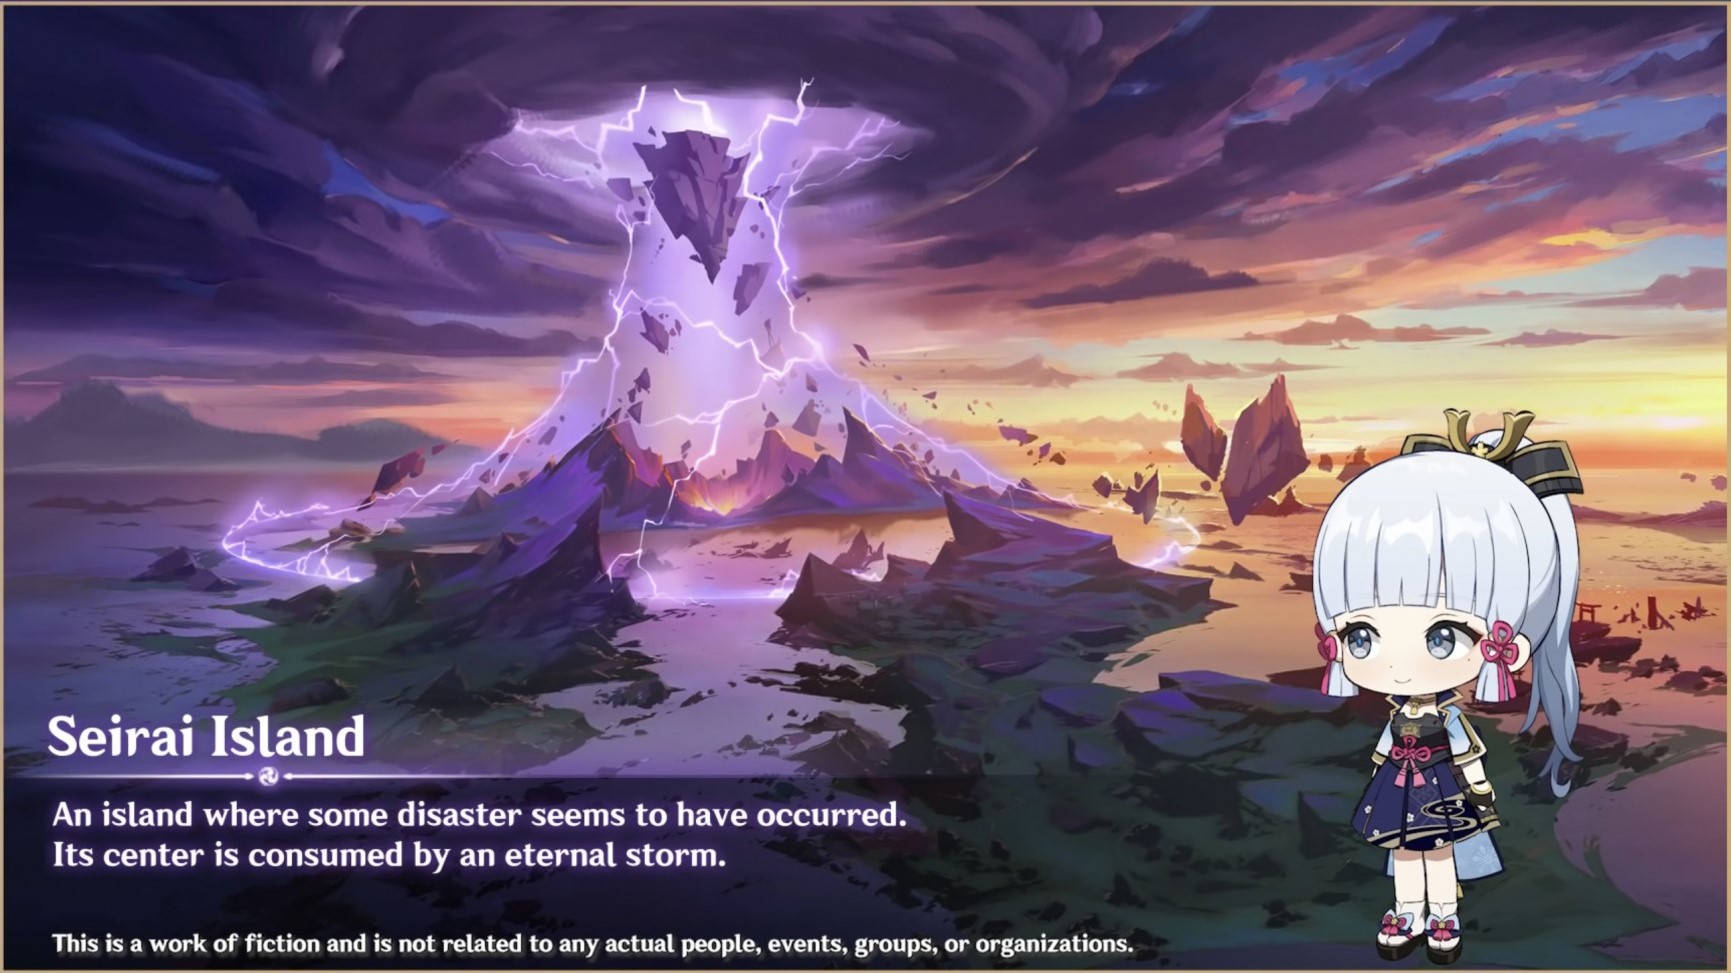 Seirai Island
An island where some disaster seems to have occurred.
Its center is consumed by an eternal storm.
This is a work of fiction and is not related to any actual people, events, groups, or organizations.